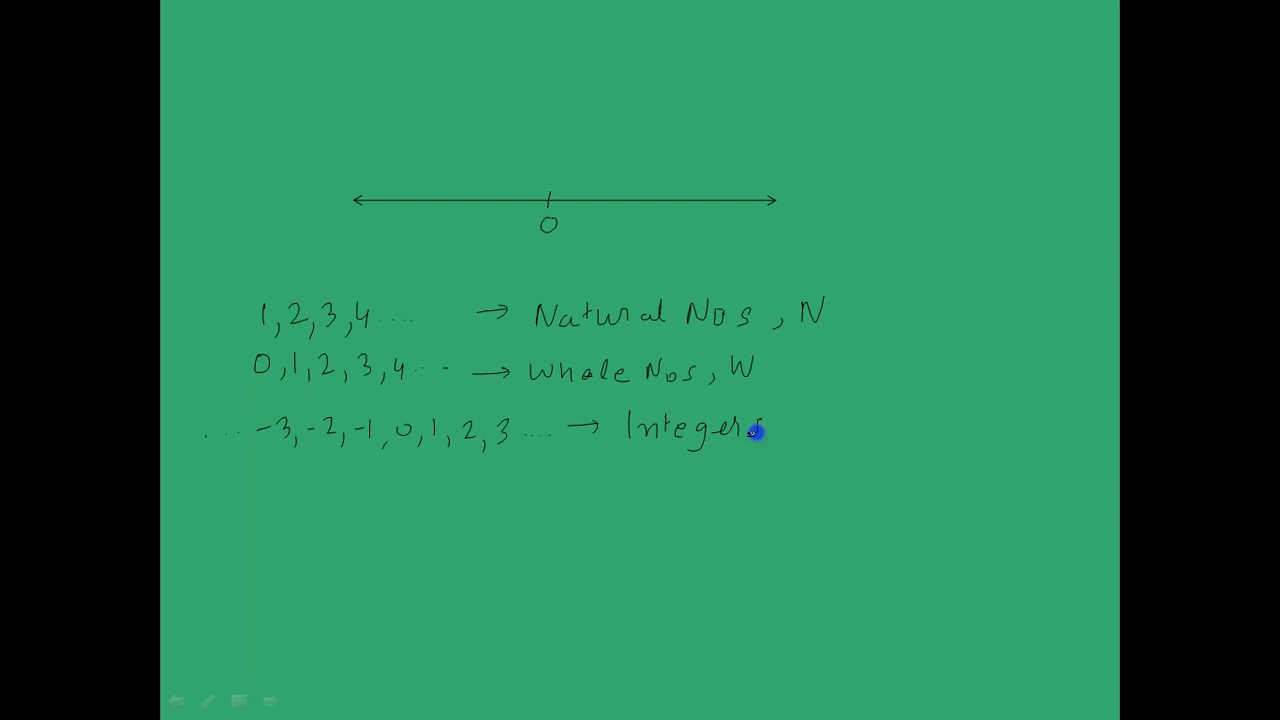 0
1, 2, 3, 4 .... → Natural Nos , N
0, 1, 2, 3, 4 ... → Whole Nos, W
... -3, -2, -1, 0, 1, 2, 3 .... → Integers